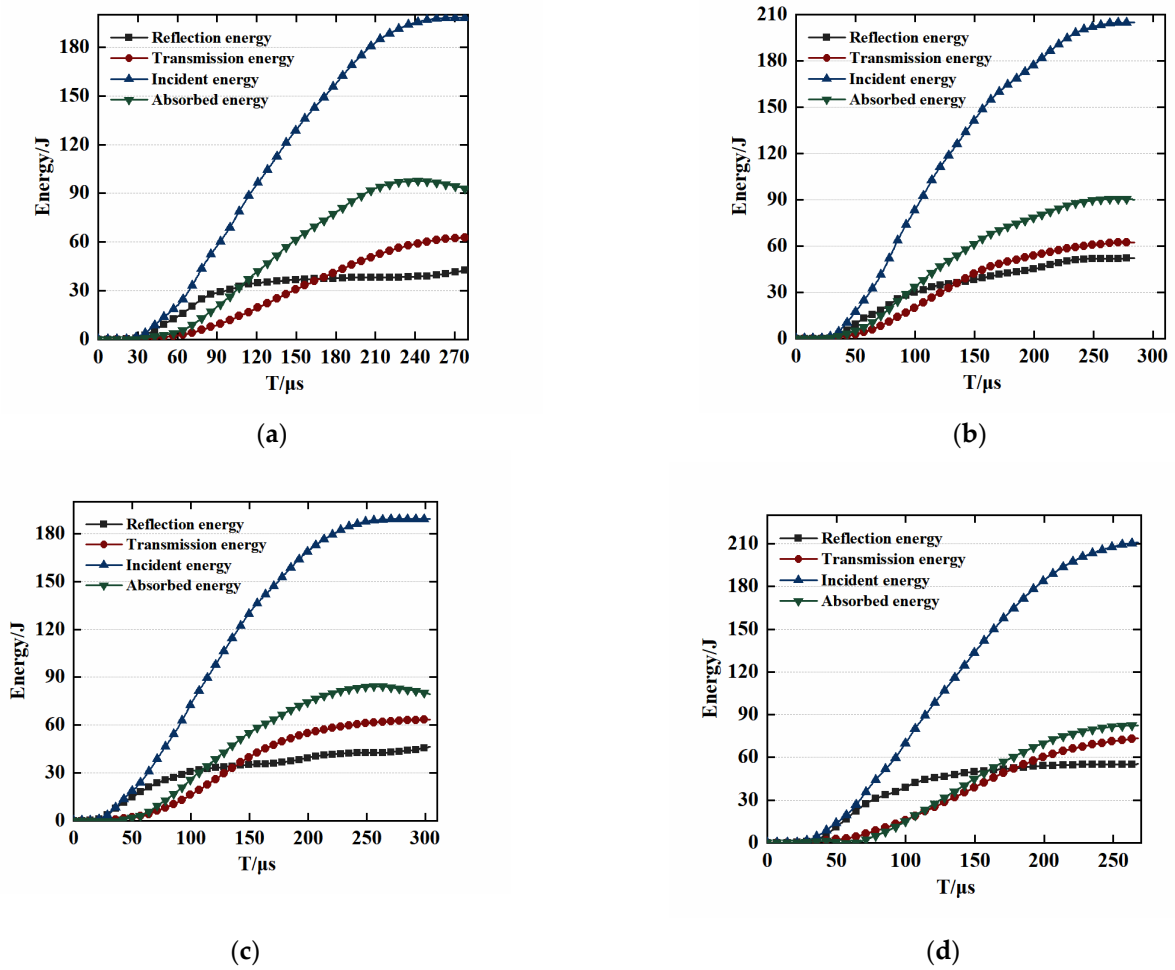 Reflection energy
Transmission energy
Incident energy
Absorbed energy
Energy/J
180
150
120
90
60
30
0
0 30 60 90 120 150 180 210 240 270
T/μs
(a)
Reflection energy
Transmission energy
Incident energy
Absorbed energy
Energy/J
210
180
150
120
90
60
30
0
0 50 100 150 200 250 300
T/μs
(b)
Reflection energy
Transmission energy
Incident energy
Absorbed energy
Energy/J
180
150
120
90
60
30
0
0 50 100 150 200 250 300
T/μs
(c)
Reflection energy
Transmission energy
Incident energy
Absorbed energy
Energy/J
210
180
150
120
90
60
30
0
0 50 100 150 200 250
T/μs
(d)